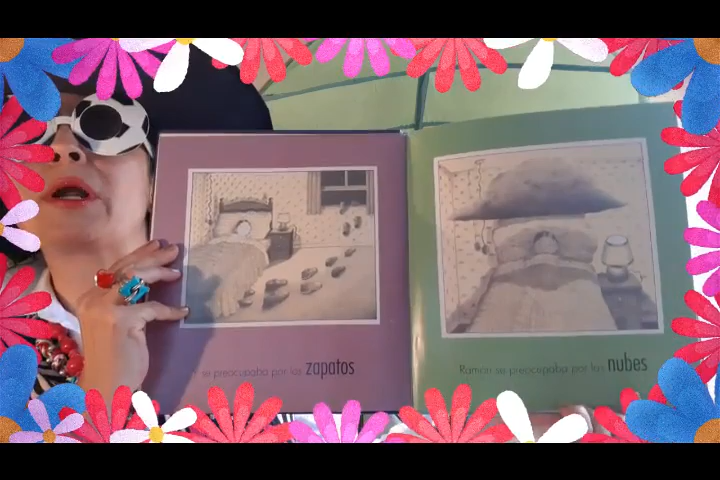 se preocupaba por los zapatos
Ramón se preocupaba por las nubes